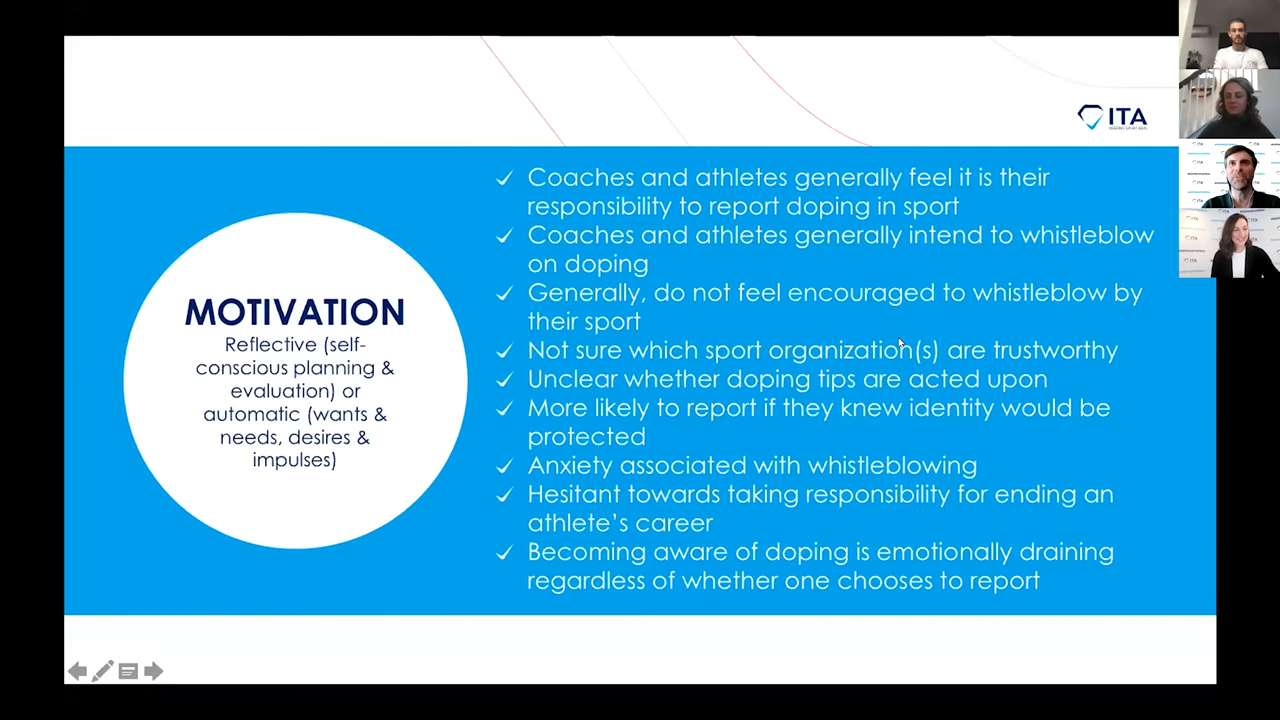 ITA
KEEPING SPORT REAL
MOTIVATION
Reflective (self-
conscious planning &
evaluation) or
automatic (wants &
needs, desires &
impulses)
Coaches and athletes generally feel it is their
responsibility to report doping in sport
Coaches and athletes generally intend to whistleblow
on doping
Generally, do not feel encouraged to whistleblow by
their sport
Not sure which sport organization(s) are trustworthy
Unclear whether doping tips are acted upon
More likely to report if they knew identity would be
protected
Anxiety associated with whistleblowing
Hesitant towards taking responsibility for ending an
athlete's career
Becoming aware of doping is emotionally draining
regardless of whether one chooses to report